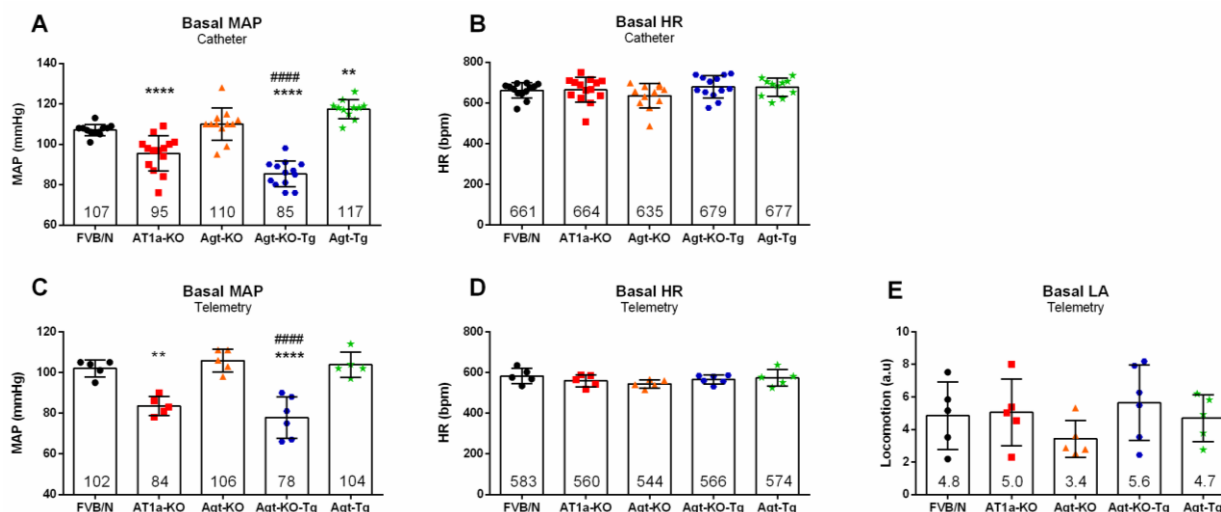 A
Basal MAP
Catheter
MAP (mmHg)
140
120
100
80
60
****
####
****
**
107 95 110 85 117
FVB/N AT1a-KO Agt-KO Agt-KO-Tg Agt-Tg
B
Basal HR
Catheter
HR (bpm)
800
600
400
200
0
661 664 635 679 677
FVB/N AT1a-KO Agt-KO Agt-KO-Tg Agt-Tg
C
Basal MAP
Telemetry
MAP (mmHg)
120
100
80
60
40
**
####
****
102 84 106 78 104
FVB/N AT1a-KO Agt-KO Agt-KO-Tg Agt-Tg
D
Basal HR
Telemetry
HR (bpm)
800
600
400
200
0
583 560 544 566 574
FVB/N AT1a-KO Agt-KO Agt-KO-Tg Agt-Tg
E
Basal LA
Telemetry
Locomotion (a.u)
10
8
6
4
2
0
4.8 5.0 3.4 5.6 4.7
FVB/N AT1a-KO Agt-KO Agt-KO-Tg Agt-Tg